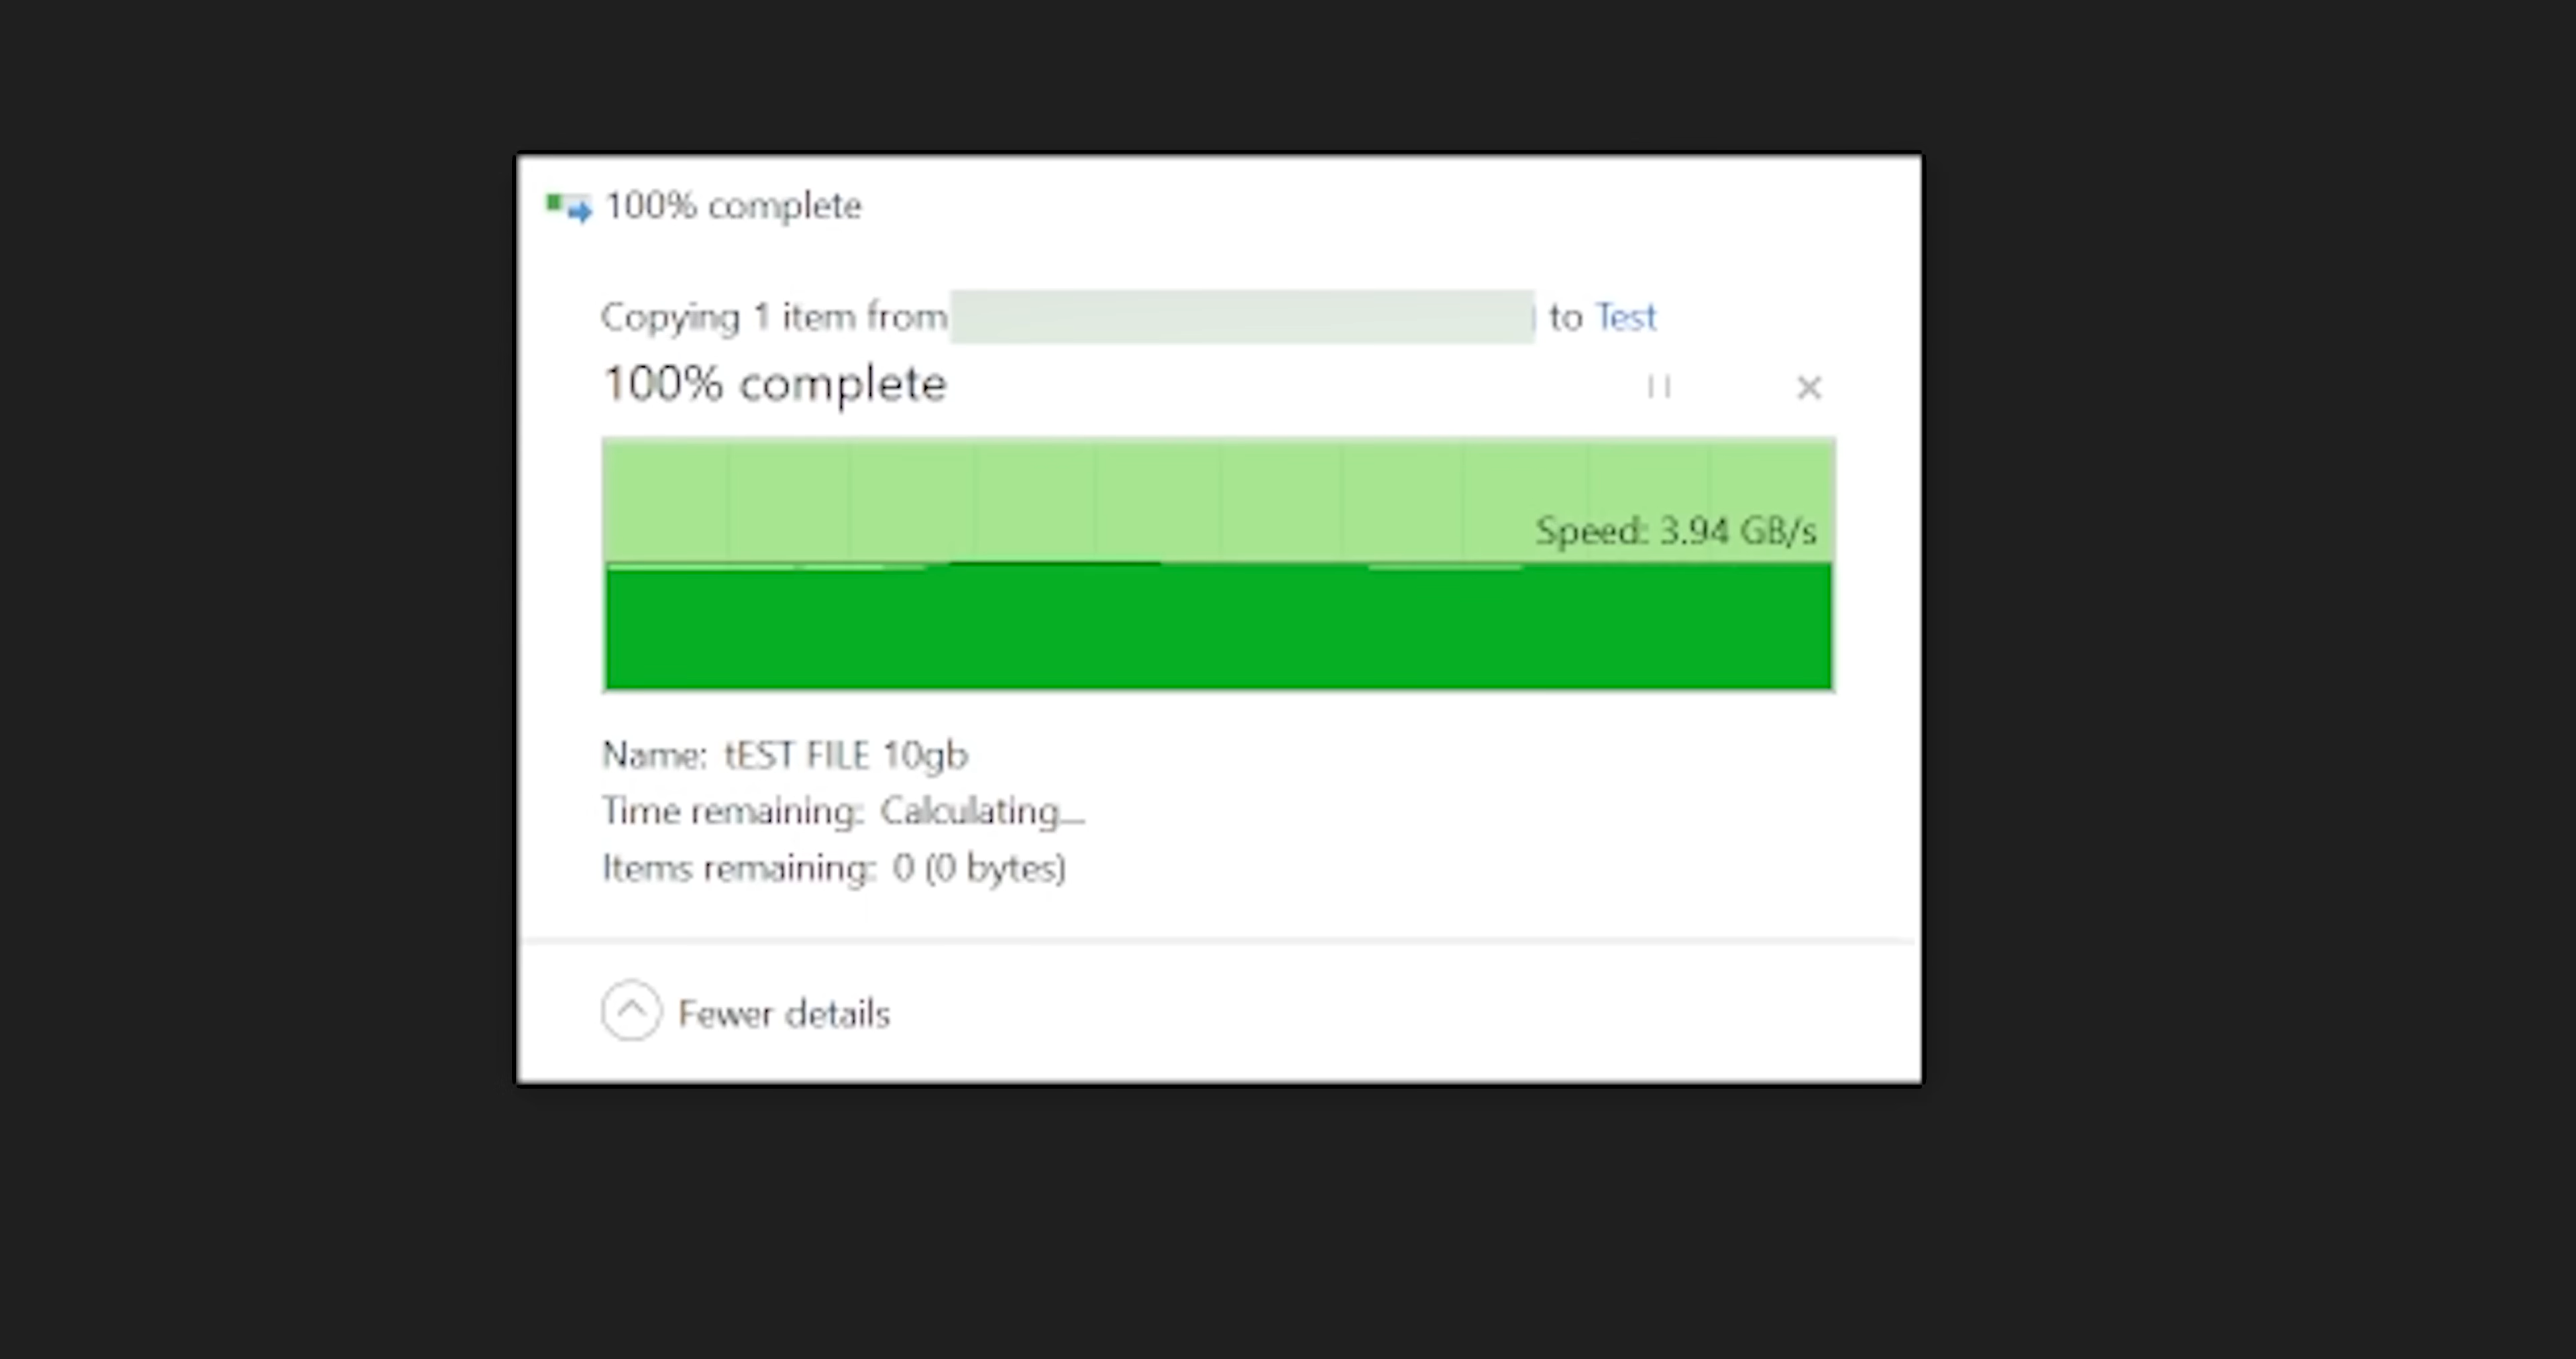 100% complete
Copying 1 item from to Test
100% complete
Speed: 3.94 GB/s
Name: tEST FILE 10gb
Time remaining: Calculating...
Items remaining: 0 (0 bytes)
Fewer details